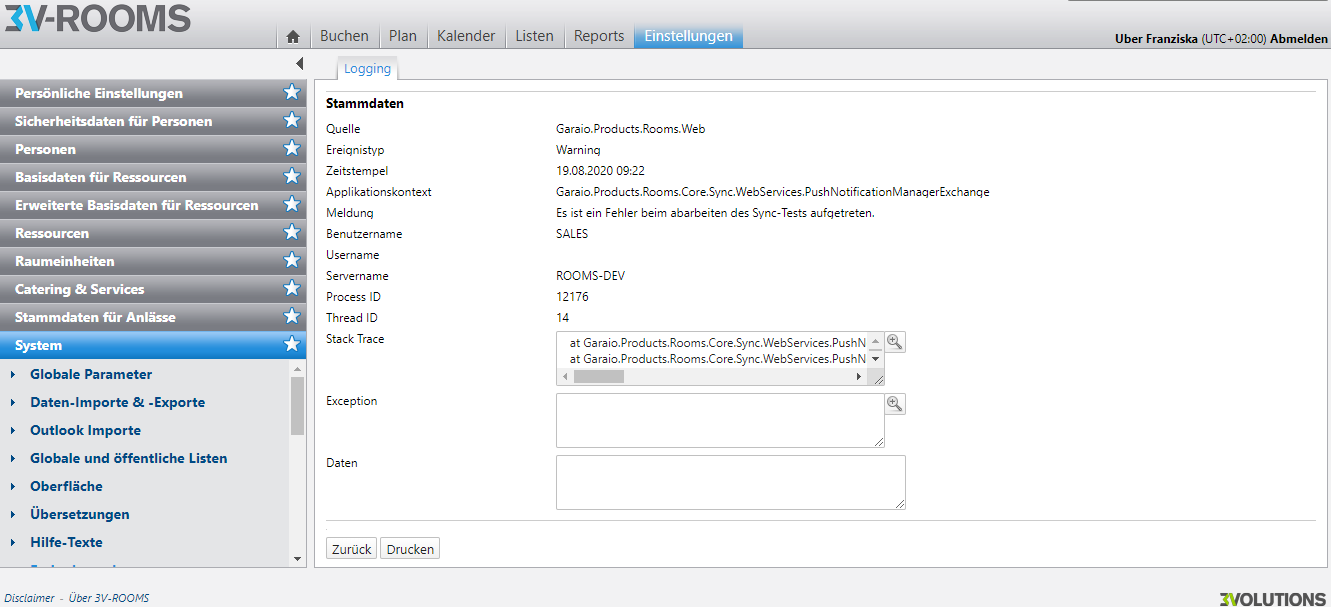 3V-ROOMS
Buchen Plan Kalender Listen Reports Einstellungen
Uber Franziska (UTC+02:00) Abmelden
Logging
Persönliche Einstellungen
Sicherheitsdaten für Personen
Personen
Basisdaten für Ressourcen
Erweiterte Basisdaten für Ressourcen
Ressourcen
Raumeinheiten
Catering & Services
Stammdaten für Anlässe
System
Globale Parameter
Daten-Importe & -Exporte
Outlook Importe
Globale und öffentliche Listen
Oberfläche
Übersetzungen
Hilfe-Texte
Stammdaten
Quelle Garaio.Products.Rooms.Web
Ereignistyp Warning
Zeitstempel 19.08.2020 09:22
Applikationskontext Garaio.Products.Rooms.Core.Sync.WebServices.PushNotificationManagerExchange
Meldung Es ist ein Fehler beim abarbeiten des Sync-Tests aufgetreten.
Benutzername SALES
Username
Servername ROOMS-DEV
Process ID 12176
Thread ID 14
Stack Trace at Garaio.Products.Rooms.Core.Sync.WebServices.PushN
at Garaio.Products.Rooms.Core.Sync.WebServices.PushN
Exception
Daten
Zurück Drucken
Disclaimer - Über 3V-ROOMS
3VOLUTIONS